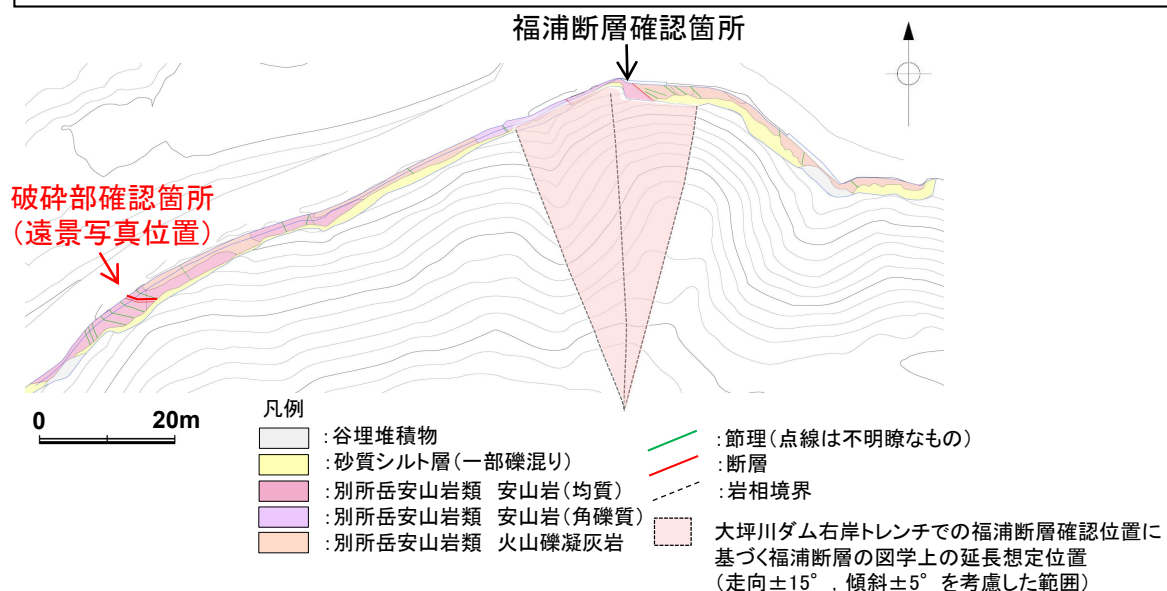 福浦断層確認箇所
破砕部確認箇所
(遠景写真位置)
0 20m
凡例
:谷埋堆積物
:砂質シルト層(一部礫混り)
:別所岳安山岩類 安山岩(均質)
:別所岳安山岩類 安山岩(角礫質)
:別所岳安山岩類 火山礫凝灰岩
:節理(点線は不明瞭なもの)
:断層
:岩相境界
大坪川ダム右岸トレンチでの福浦断層確認位置に
基づく福浦断層の図学上の延長想定位置
(走向±15°,傾斜±5°を考慮した範囲)